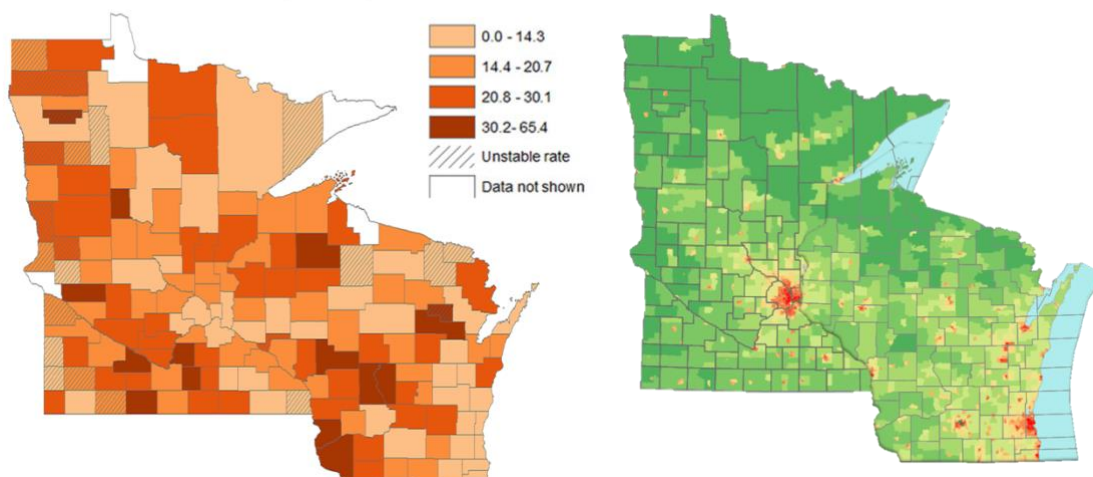 0.0 - 14.3
14.4 - 20.7
20.8 - 30.1
30.2- 65.4
Unstable rate
Data not shown